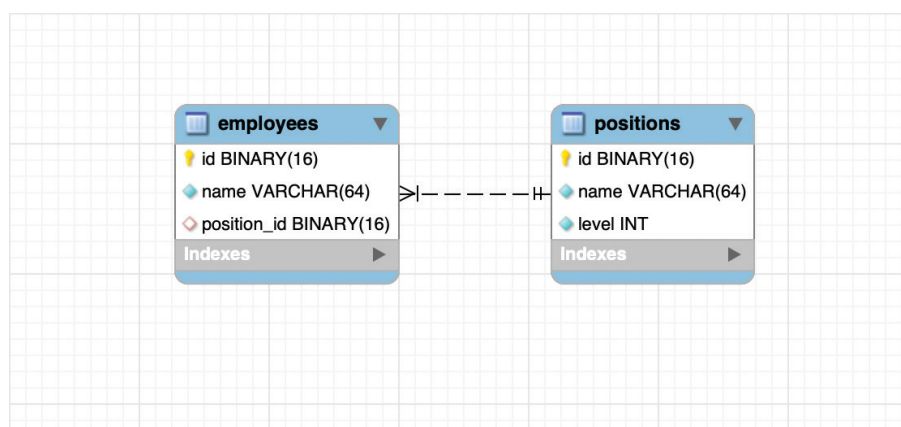 employees
id BINARY(16)
name VARCHAR(64)
position_id BINARY(16)
Indexes
positions
id BINARY(16)
name VARCHAR(64)
level INT
Indexes